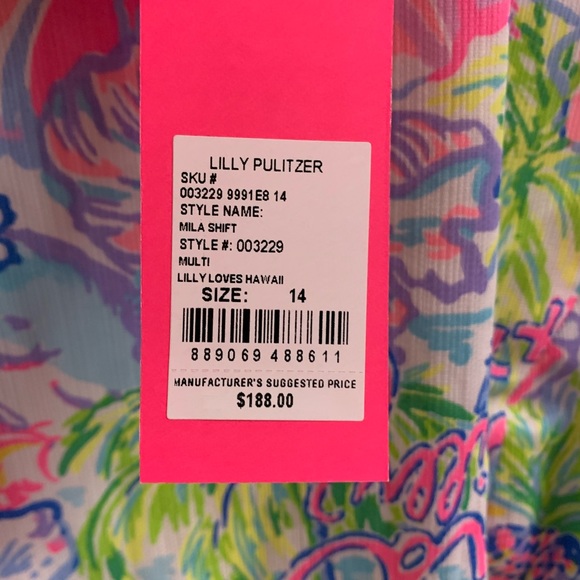 LILLY PULITZER
SKU #
003229 9991E8 14
STYLE NAME:
MILA SHIFT
STYLE #: 003229
MULTI
LILLY LOVES HAWAII
SIZE: 14
889069 488611
MANUFACTURER'S SUGGESTED PRICE
$188.00